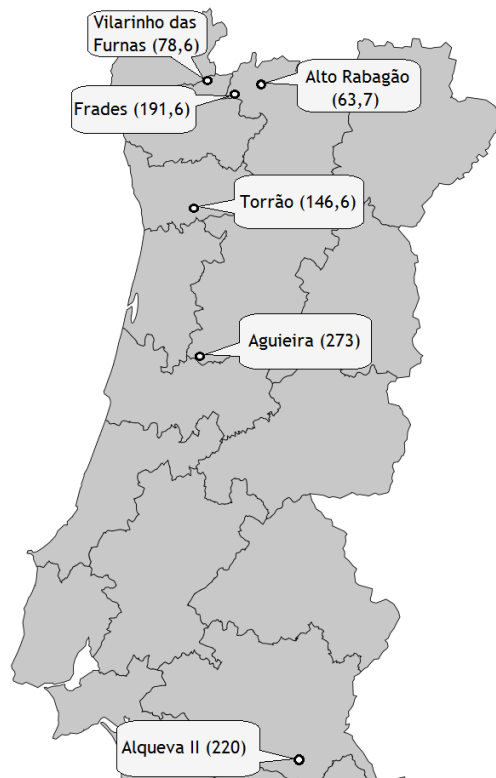 Vilarinho das
Furnas (78,6)
Alto Rabagão
(63,7)
Frades (191,6)
Torrão (146,6)
Aguieira (273)
Alqueva II (220)